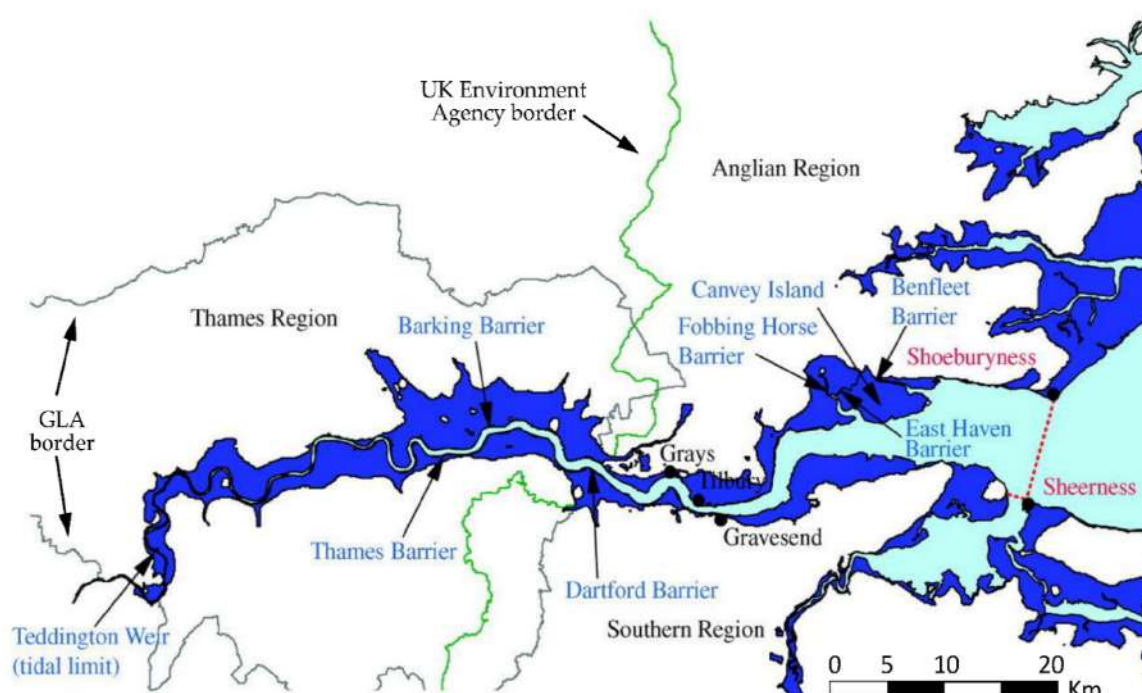 UK Environment
Agency border
Anglian Region
Canvey Island
Benfleet
Barrier
Thames Region
Barking Barrier
Fobbing Horse
Barrier
Shoeburyness
GLA
border
East Haven
Barrier
Grays
Tilbury
Sheerness
Gravesend
Thames Barrier
Dartford Barrier
Teddington Weir
(tidal limit)
Southern Region
0 5 10 20
Km